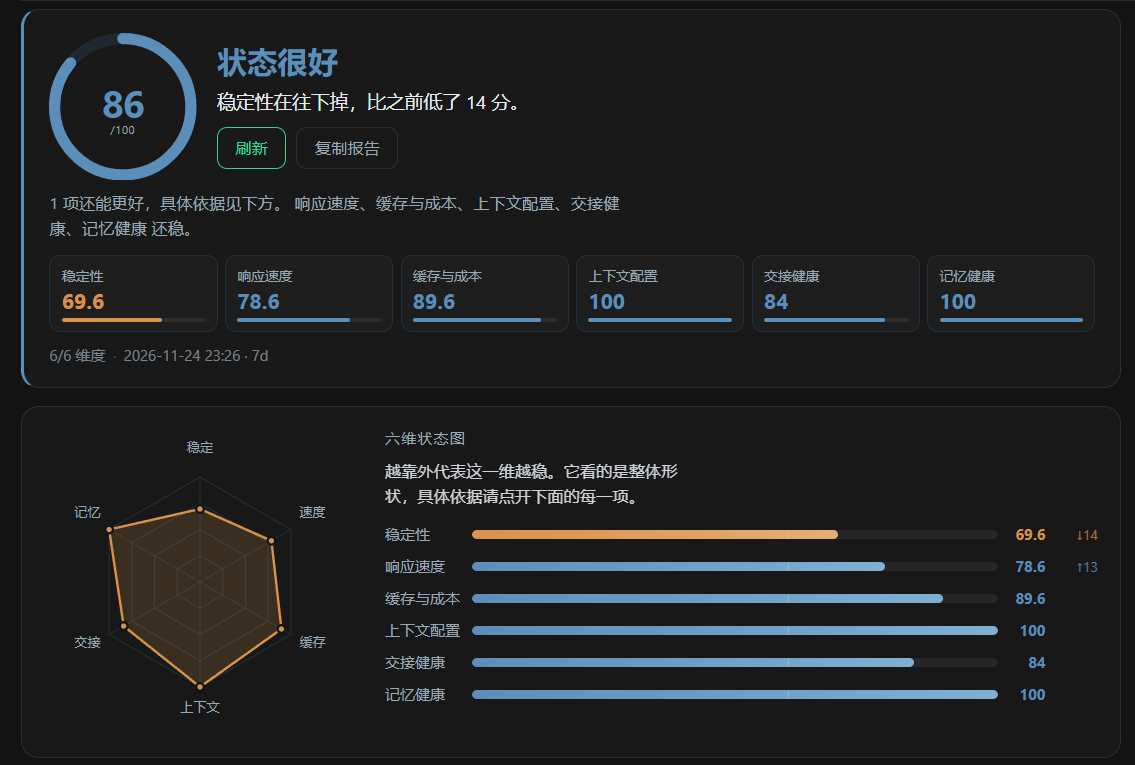 状态很好
86
/100
稳定性在往下掉，比之前低了 14 分。
刷新
复制报告
1 项还能更好，具体依据见下方。 响应速度、缓存与成本、上下文配置、交接健
康、记忆健康 还稳。
稳定性
69.6
响应速度
78.6
缓存与成本
89.6
上下文配置
100
交接健康
84
记忆健康
100
6/6 维度 · 2026-11-24 23:26 · 7d
稳定
速度
缓存
上下文
交接
记忆
六维状态图
越靠外代表这一维越稳。它看的是整体形
状，具体依据请点开下面的每一项。
稳定性 69.6 ↓14
响应速度 78.6 ↑13
缓存与成本 89.6
上下文配置 100
交接健康 84
记忆健康 100